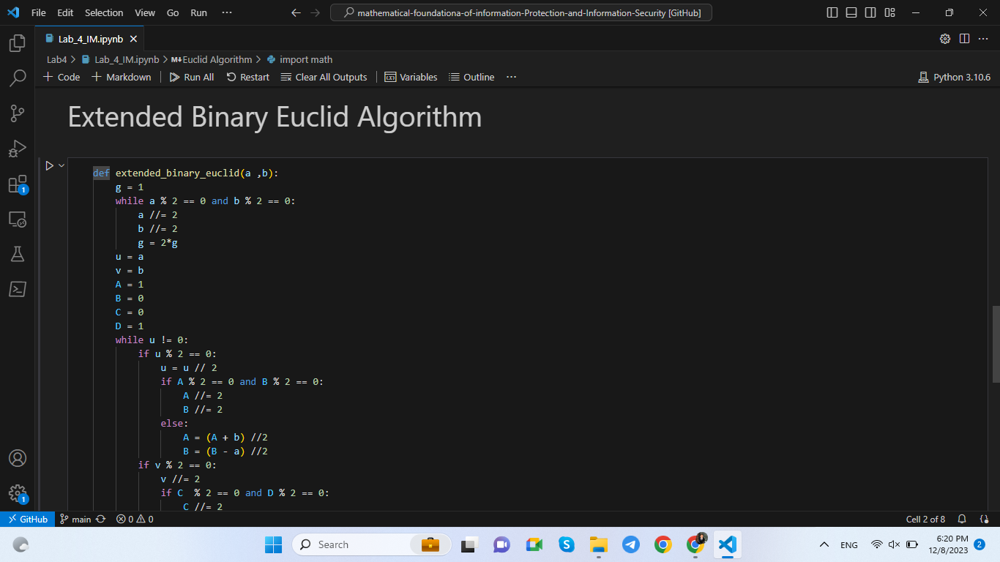 File Edit Selection View Go Run ···
mathematical-foundationa-of-information-Protection-and-Information-Security [GitHub]
Lab_4_IM.ipynb
Lab4 > Lab_4_IM.ipynb > M↓Euclid Algorithm > import math
+ Code + Markdown Run All Restart Clear All Outputs Variables Outline ··· Python 3.10.6
Extended Binary Euclid Algorithm
def extended_binary_euclid(a ,b):
    g = 1
    while a % 2 == 0 and b % 2 == 0:
        a //= 2
        b //= 2
        g = 2*g
    u = a
    v = b
    A = 1
    B = 0
    C = 0
    D = 1
    while u != 0:
        if u % 2 == 0:
            u = u // 2
            if A % 2 == 0 and B % 2 == 0:
                A //= 2
                B //= 2
            else:
                A = (A + b) //2
                B = (B - a) //2
        if v % 2 == 0:
            v //= 2
            if C  % 2 == 0 and D % 2 == 0:
                C //= 2
1
1
GitHub main 0 0 Cell 2 of 8
Search
ENG
6:20 PM
12/8/2023
2